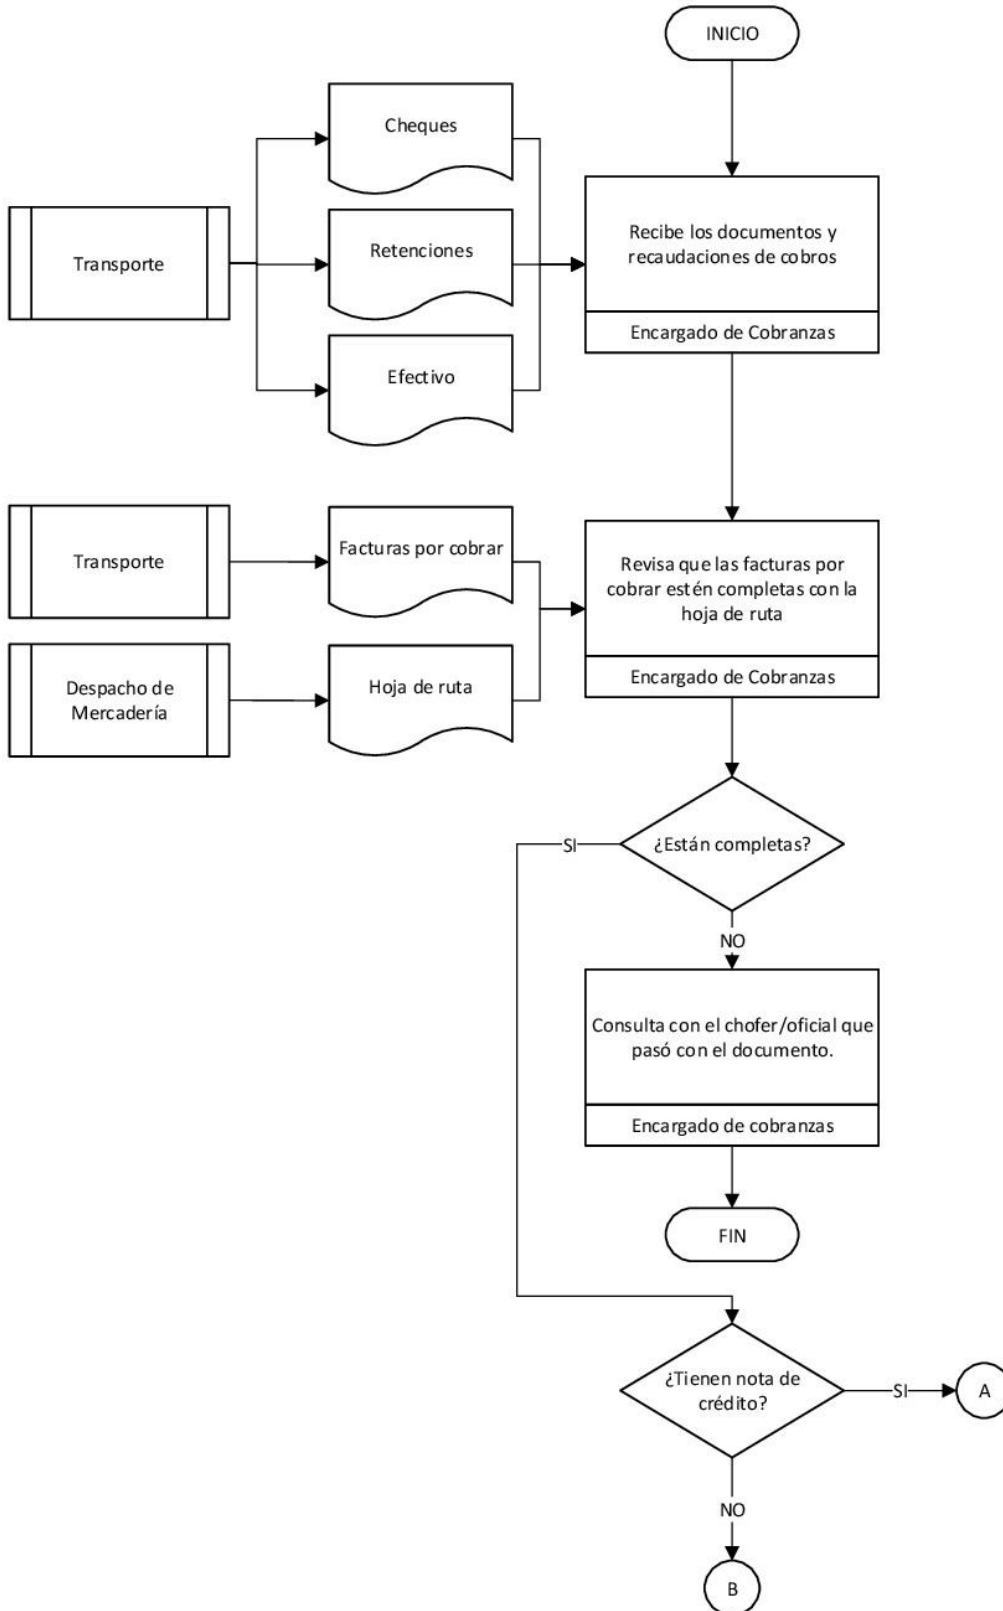 INICIO
Cheques
Transporte
Retenciones
Recibe los documentos y
recaudaciones de cobros
Encargado de Cobranzas
Efectivo
Transporte
Facturas por cobrar
Revisa que las facturas por
cobrar estén completas con la
hoja de ruta
Encargado de Cobranzas
Despacho de
Mercadería
Hoja de ruta
¿Están completas?
SI
NO
Consulta con el chofer/oficial que
pasó con el documento.
Encargado de cobranzas
FIN
¿Tienen nota de
crédito?
SI
A
NO
B